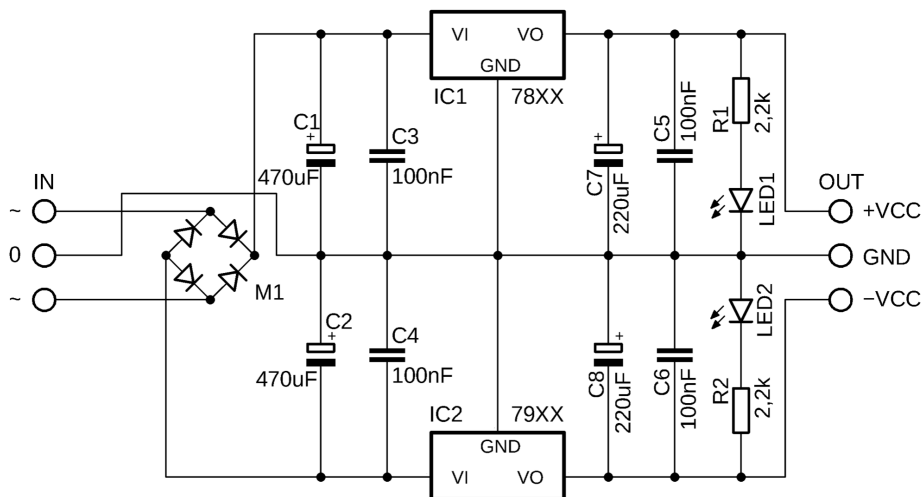 VI
VO
GND
IC1
78XX
C1
+
470uF
C3
100nF
+
C7
220uF
C5
100nF
R1
2,2k
LED1
IN
~
0
~
M1
OUT
+VCC
GND
−VCC
C2
+
470uF
C4
100nF
+
C8
220uF
C6
100nF
LED2
R2
2,2k
IC2
79XX
GND
VI
VO